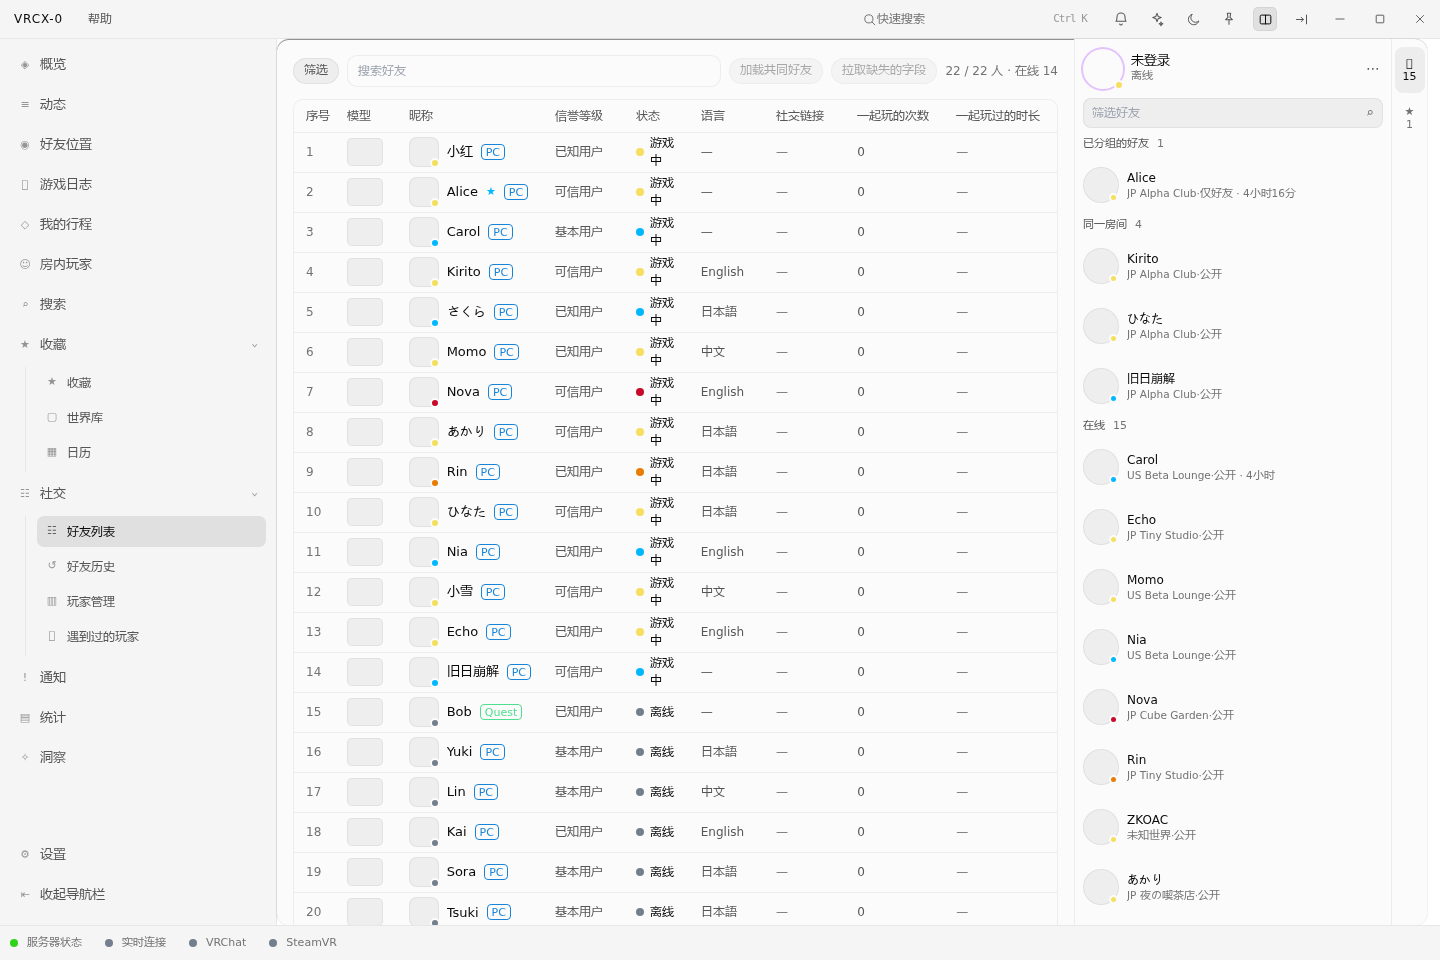 VRCX-0 帮助 快速搜索 Ctrl K
概览
动态
好友位置
游戏日志
我的行程
房内玩家
搜索
收藏
收藏
世界库
日历
社交
好友列表
好友历史
玩家管理
遇到过的玩家
通知
统计
洞察
设置
收起导航栏
筛选 搜索好友 加载共同好友 拉取缺失的字段 22 / 22 人 · 在线 14
序号 模型 昵称 信誉等级 状态 语言 社交链接 一起玩的次数 一起玩过的时长
1 小红 PC 已知用户 游戏中 — — 0 —
2 Alice ★ PC 可信用户 游戏中 — — 0 —
3 Carol PC 基本用户 游戏中 — — 0 —
4 Kirito PC 可信用户 游戏中 English — 0 —
5 さくら PC 已知用户 游戏中 日本語 — 0 —
6 Momo PC 已知用户 游戏中 中文 — 0 —
7 Nova PC 可信用户 游戏中 English — 0 —
8 あかり PC 可信用户 游戏中 日本語 — 0 —
9 Rin PC 已知用户 游戏中 日本語 — 0 —
10 ひなた PC 可信用户 游戏中 日本語 — 0 —
11 Nia PC 已知用户 游戏中 English — 0 —
12 小雪 PC 可信用户 游戏中 中文 — 0 —
13 Echo PC 已知用户 游戏中 English — 0 —
14 旧日崩解 PC 可信用户 游戏中 — — 0 —
15 Bob Quest 已知用户 离线 — — 0 —
16 Yuki PC 基本用户 离线 日本語 — 0 —
17 Lin PC 基本用户 离线 中文 — 0 —
18 Kai PC 已知用户 离线 English — 0 —
19 Sora PC 基本用户 离线 日本語 — 0 —
20 Tsuki PC 基本用户 离线 日本語 — 0 —
未登录
离线
筛选好友
已分组的好友 1
Alice
JP Alpha Club·仅好友 · 4小时16分
同一房间 4
Kirito
JP Alpha Club·公开
ひなた
JP Alpha Club·公开
旧日崩解
JP Alpha Club·公开
在线 15
Carol
US Beta Lounge·公开 · 4小时
Echo
JP Tiny Studio·公开
Momo
US Beta Lounge·公开
Nia
US Beta Lounge·公开
Nova
JP Cube Garden·公开
Rin
JP Tiny Studio·公开
ZKOAC
未知世界·公开
あかり
JP 夜の喫茶店·公开
15
★
1
服务器状态 实时连接 VRChat SteamVR